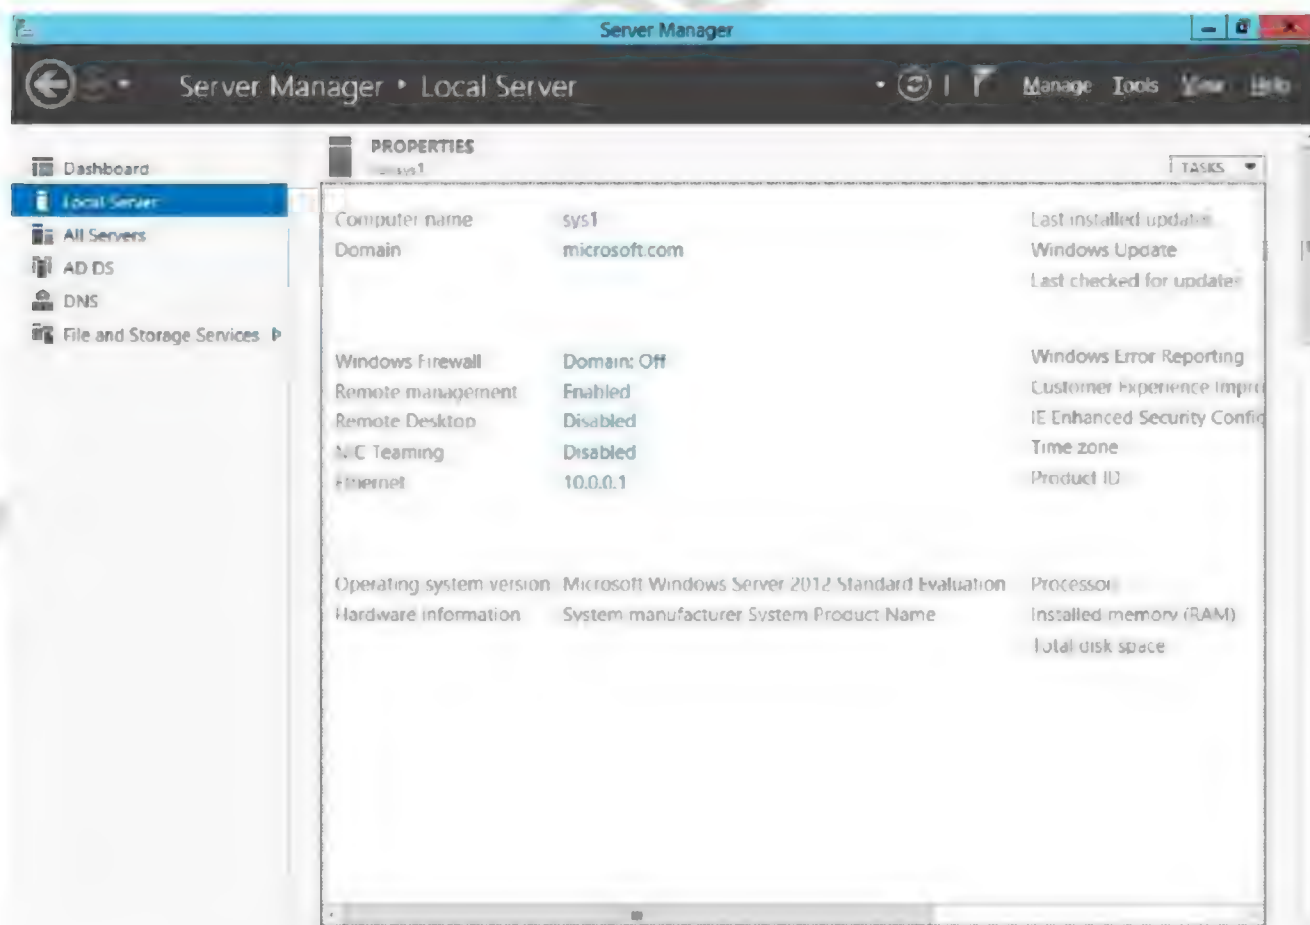 Server Manager
Server Manager • Local Server
Manage Tools View Help
Dashboard
Local Server
All Servers
AD DS
DNS
File and Storage Services
PROPERTIES
TASKS
Computer name sys1 Last installed updates
Domain microsoft.com Windows Update
Last checked for updates
Windows Firewall Domain: Off Windows Error Reporting
Remote management Enabled Customer Experience Impro
Remote Desktop Disabled IE Enhanced Security Config
NIC Teaming Disabled Time zone
Ethernet 10.0.0.1 Product ID
Operating system version Microsoft Windows Server 2012 Standard Evaluation Processor
Hardware information System manufacturer System Product Name Installed memory (RAM)
Total disk space